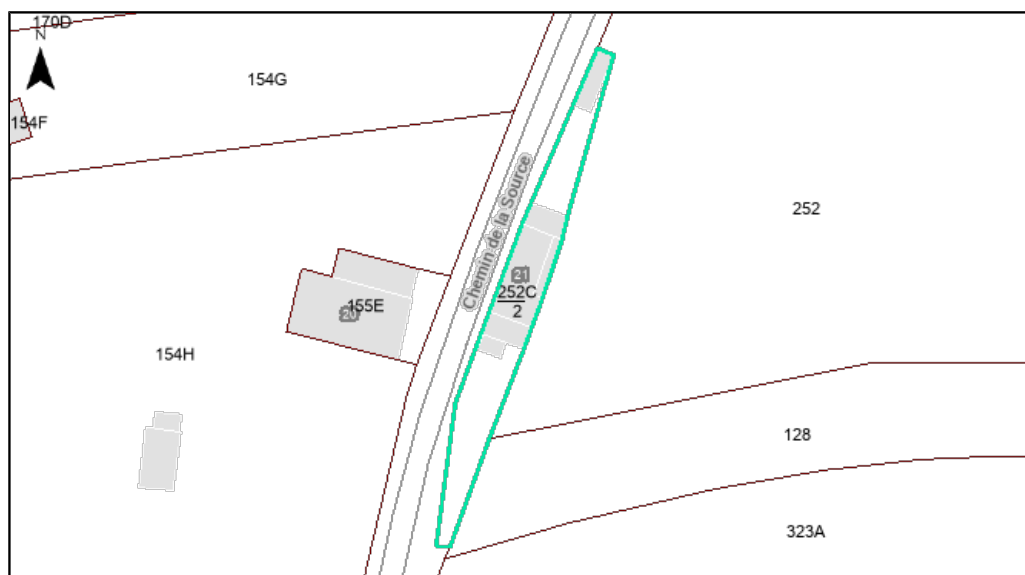 170D
N
154G
154F
Chemin de la Source
252
21
252C
2
155E
20
154H
128
323A